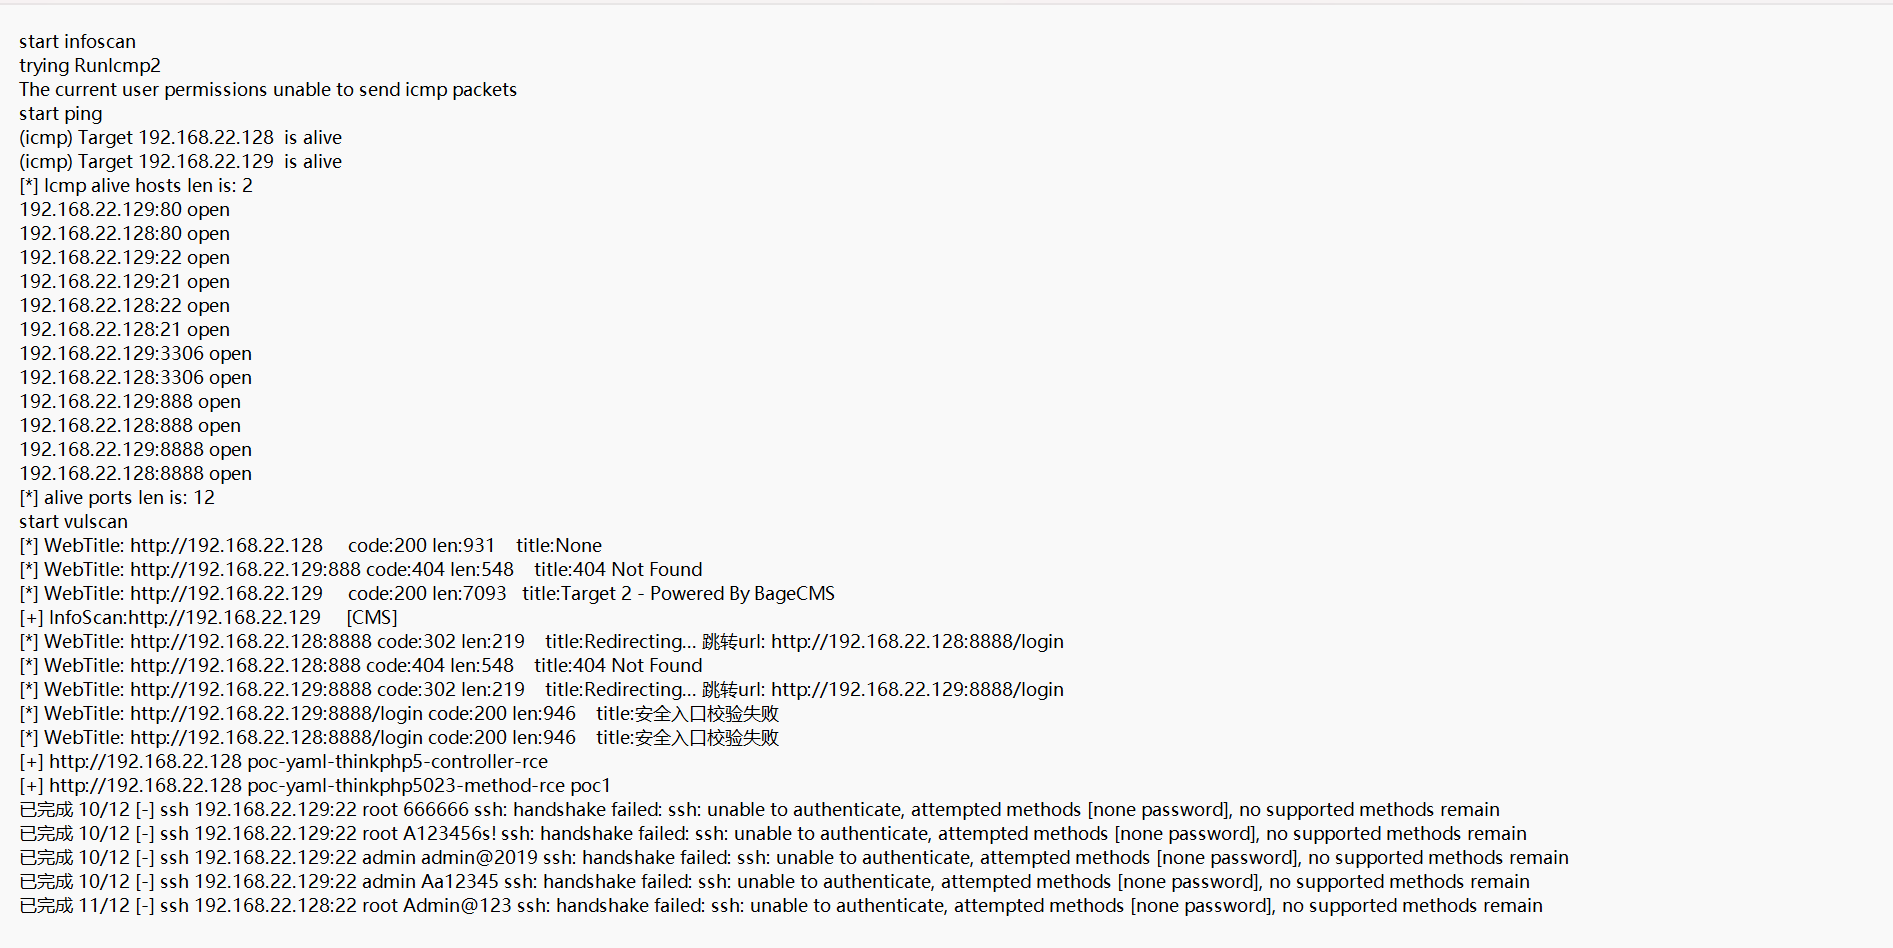 start infoscan
trying RunIcmp2
The current user permissions unable to send icmp packets
start ping
(icmp) Target 192.168.22.128  is alive
(icmp) Target 192.168.22.129  is alive
[*] Icmp alive hosts len is: 2
192.168.22.129:80 open
192.168.22.128:80 open
192.168.22.129:22 open
192.168.22.129:21 open
192.168.22.128:22 open
192.168.22.128:21 open
192.168.22.129:3306 open
192.168.22.128:3306 open
192.168.22.129:888 open
192.168.22.128:888 open
192.168.22.129:8888 open
192.168.22.128:8888 open
[*] alive ports len is: 12
start vulscan
[*] WebTitle: http://192.168.22.128     code:200 len:931    title:None
[*] WebTitle: http://192.168.22.129:888 code:404 len:548    title:404 Not Found
[*] WebTitle: http://192.168.22.129     code:200 len:7093   title:Target 2 - Powered By BageCMS
[+] InfoScan:http://192.168.22.129     [CMS]
[*] WebTitle: http://192.168.22.128:8888 code:302 len:219    title:Redirecting... 跳转url: http://192.168.22.128:8888/login
[*] WebTitle: http://192.168.22.128:888 code:404 len:548    title:404 Not Found
[*] WebTitle: http://192.168.22.129:8888 code:302 len:219    title:Redirecting... 跳转url: http://192.168.22.129:8888/login
[*] WebTitle: http://192.168.22.129:8888/login code:200 len:946    title:安全入口校验失败
[*] WebTitle: http://192.168.22.128:8888/login code:200 len:946    title:安全入口校验失败
[+] http://192.168.22.128 poc-yaml-thinkphp5-controller-rce
[+] http://192.168.22.128 poc-yaml-thinkphp5023-method-rce poc1
已完成 10/12 [-] ssh 192.168.22.129:22 root 666666 ssh: handshake failed: ssh: unable to authenticate, attempted methods [none password], no supported methods remain
已完成 10/12 [-] ssh 192.168.22.129:22 root A123456s! ssh: handshake failed: ssh: unable to authenticate, attempted methods [none password], no supported methods remain
已完成 10/12 [-] ssh 192.168.22.129:22 admin admin@2019 ssh: handshake failed: ssh: unable to authenticate, attempted methods [none password], no supported methods remain
已完成 10/12 [-] ssh 192.168.22.129:22 admin Aa12345 ssh: handshake failed: ssh: unable to authenticate, attempted methods [none password], no supported methods remain
已完成 11/12 [-] ssh 192.168.22.128:22 root Admin@123 ssh: handshake failed: ssh: unable to authenticate, attempted methods [none password], no supported methods remain